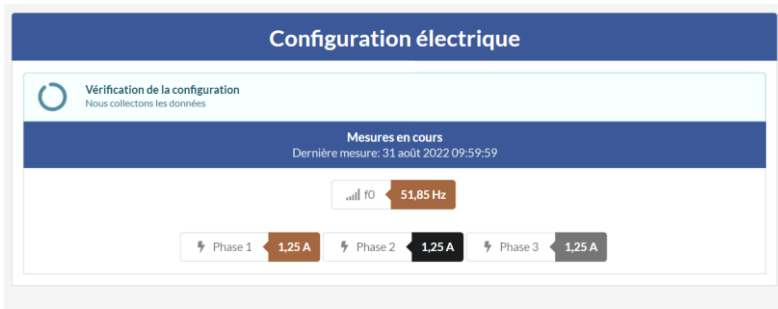 Configuration électrique
Vérification de la configuration
Nous collectons les données
Mesures en cours
Dernière mesure: 31 août 2022 09:59:59
f0 51,85 Hz
Phase 1 1,25 A Phase 2 1,25 A Phase 3 1,25 A